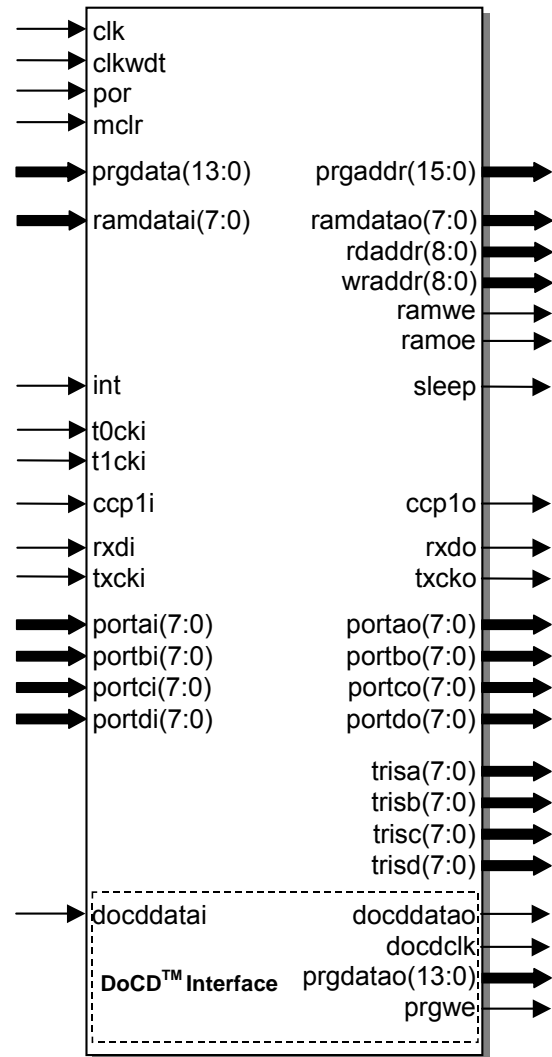 clk
clkwdt
por
mclr
prgdata(13:0) prgaddr(15:0)
ramdatai(7:0) ramdatao(7:0)
rdaddr(8:0)
wraddr(8:0)
ramwe
ramoe
int sleep
t0cki
t1cki
ccp1i ccp1o
rxdi rxdo
txcki txcko
portai(7:0) portao(7:0)
portbi(7:0) portbo(7:0)
portci(7:0) portco(7:0)
portdi(7:0) portdo(7:0)
trisa(7:0)
trisb(7:0)
trisc(7:0)
trisd(7:0)
docddatai docddatao
docdclk
DoCD™ Interface prgdatao(13:0)
prgwe